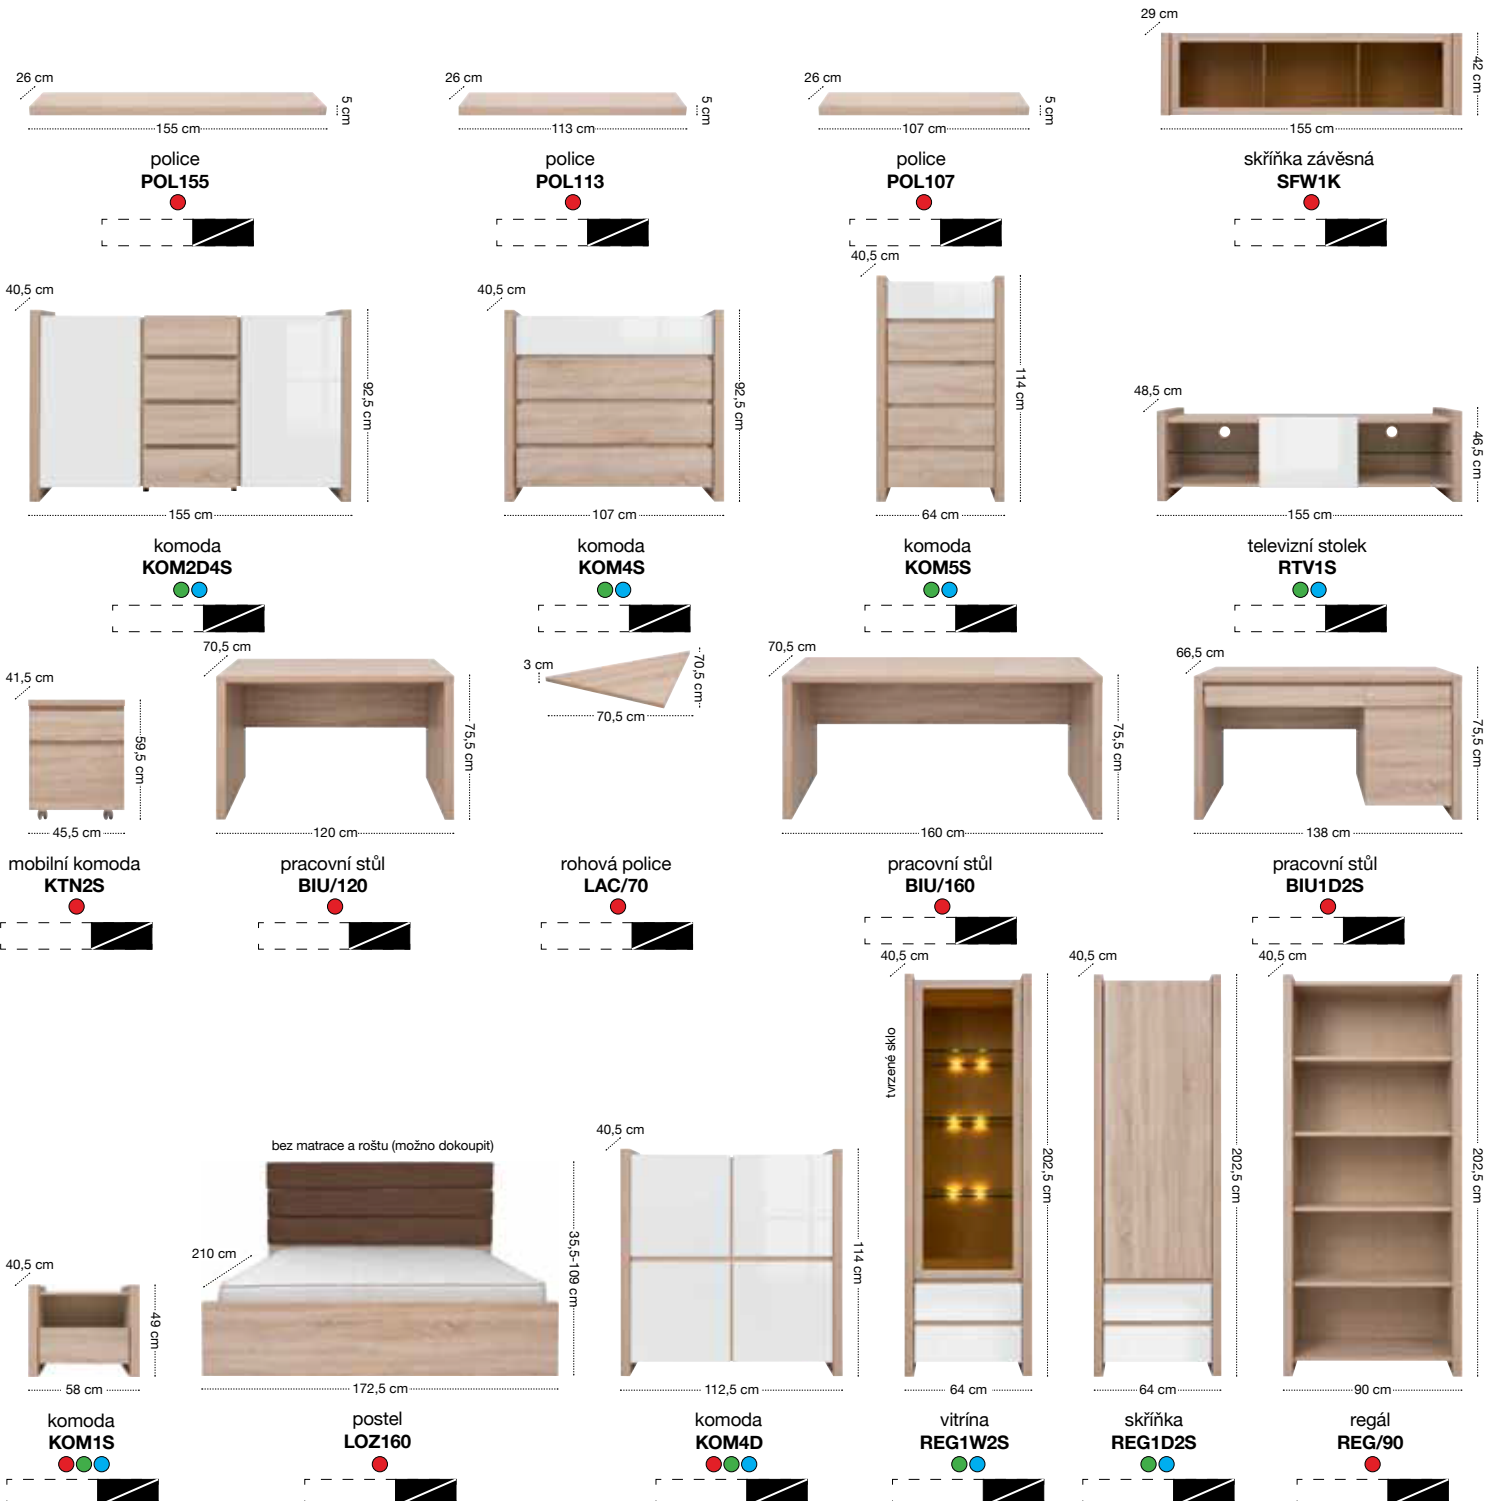 26 cm
5 cm
155 cm
police
POL155
26 cm
5 cm
113 cm
police
POL113
26 cm
5 cm
107 cm
police
POL107
29 cm
42 cm
155 cm
skříňka závěsná
SFW1K
40,5 cm
92,5 cm
155 cm
komoda
KOM2D4S
40,5 cm
92,5 cm
107 cm
komoda
KOM4S
40,5 cm
114 cm
64 cm
komoda
KOM5S
48,5 cm
46,5 cm
155 cm
televizní stolek
RTV1S
41,5 cm
59,5 cm
45,5 cm
mobilní komoda
KTN2S
70,5 cm
75,5 cm
120 cm
pracovní stůl
BIU/120
3 cm
70,5 cm
70,5 cm
rohová police
LAC/70
70,5 cm
75,5 cm
160 cm
pracovní stůl
BIU/160
66,5 cm
75,5 cm
138 cm
pracovní stůl
BIU1D2S
40,5 cm
49 cm
58 cm
komoda
KOM1S
bez matrace a roštu (možno dokoupit)
210 cm
35,5-109 cm
172,5 cm
postel
LOZ160
40,5 cm
114 cm
112,5 cm
komoda
KOM4D
40,5 cm
tvrzené sklo
202,5 cm
64 cm
vitrína
REG1W2S
40,5 cm
202,5 cm
64 cm
skříňka
REG1D2S
40,5 cm
202,5 cm
90 cm
regál
REG/90